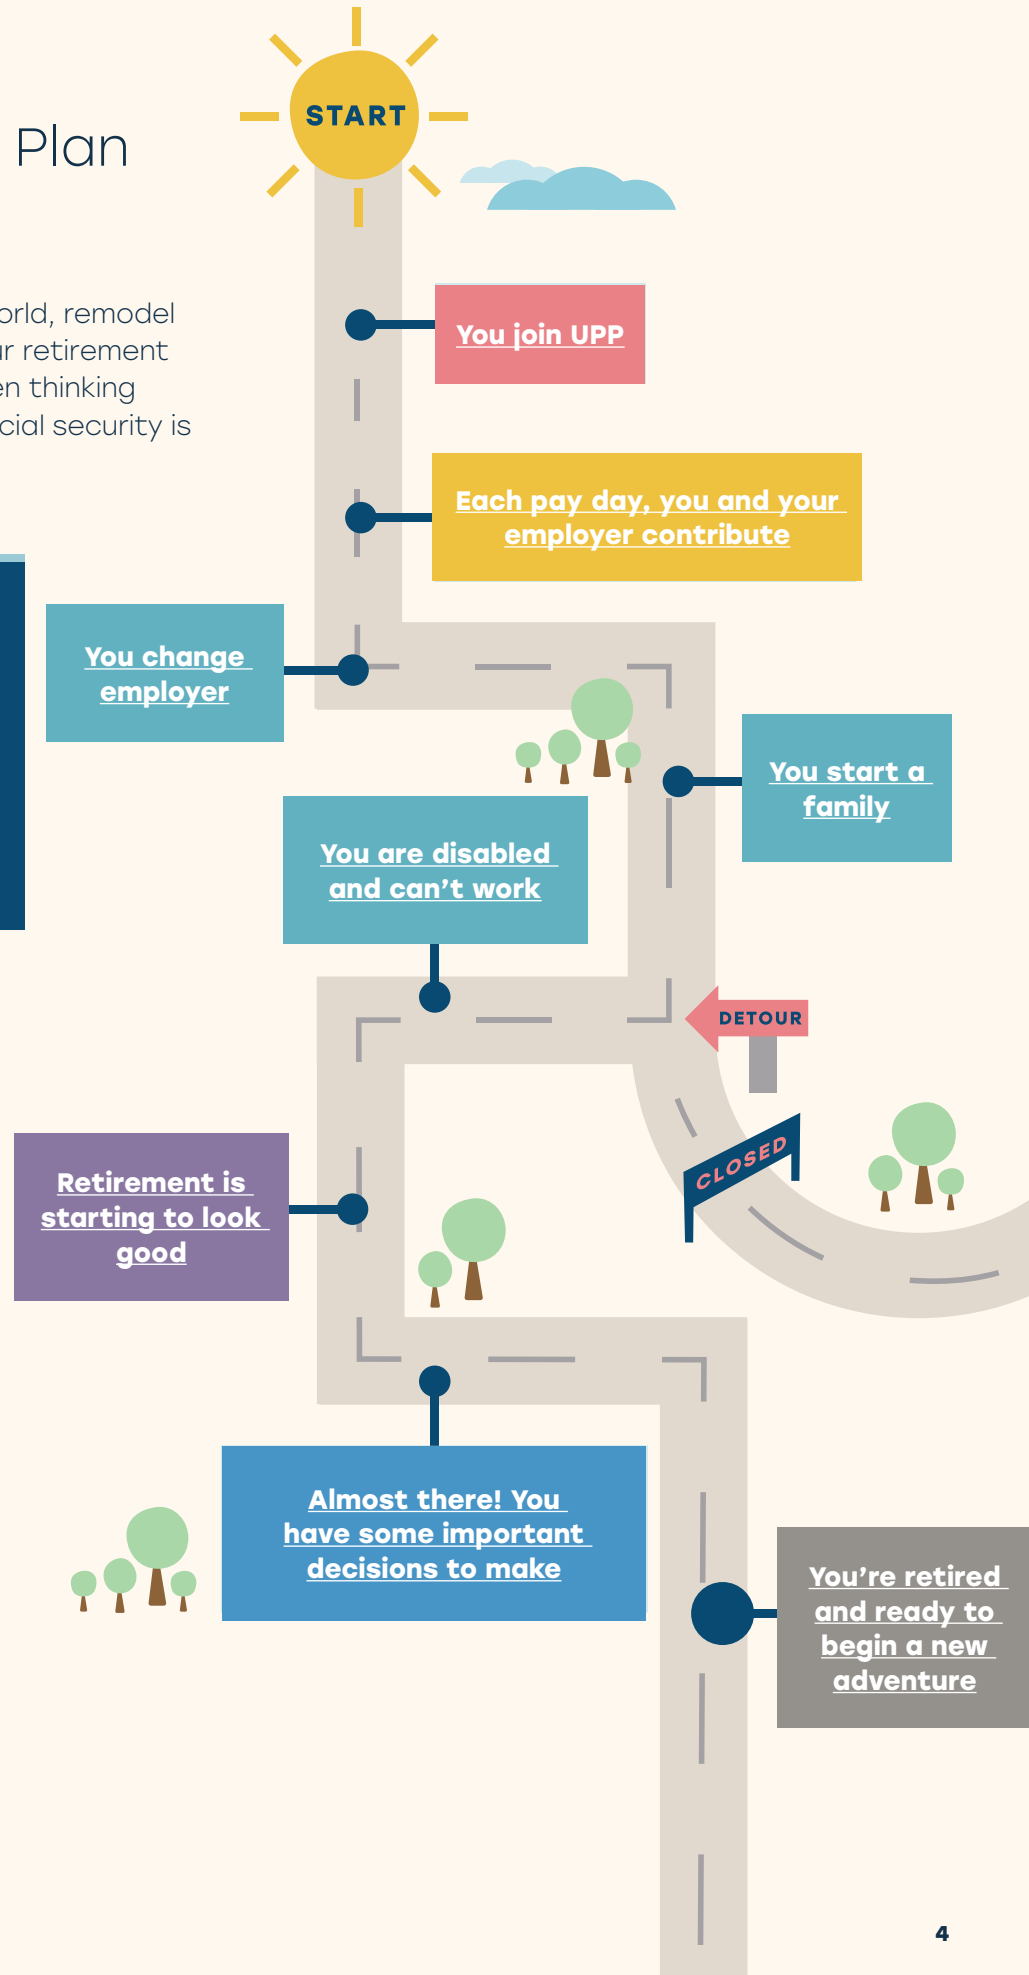 START
Plan
orld, remodel
ur retirement
en thinking
cial security is
You join UPP
Each pay day, you and your
employer contribute
You change
employer
You start a
family
You are disabled
and can’t work
DETOUR
CLOSED
Retirement is
starting to look
good
Almost there! You
have some important
decisions to make
You’re retired
and ready to
begin a new
adventure
4